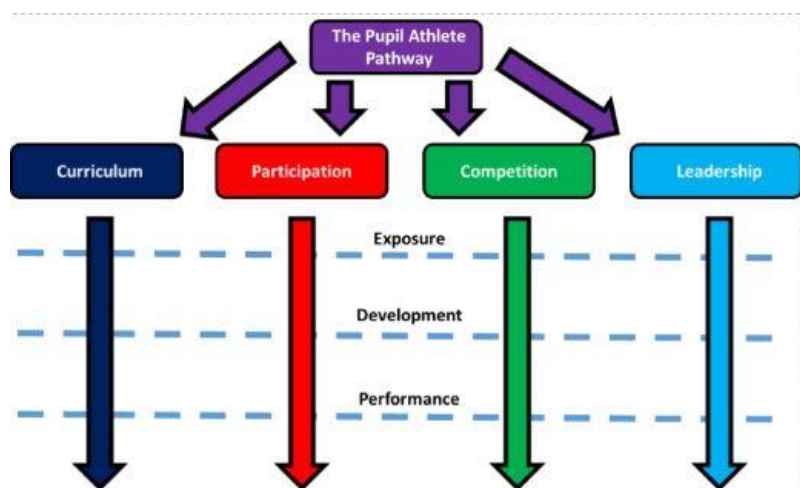 The Pupil Athlete
Pathway
Curriculum
Participation
Competition
Leadership
Exposure
Development
Performance